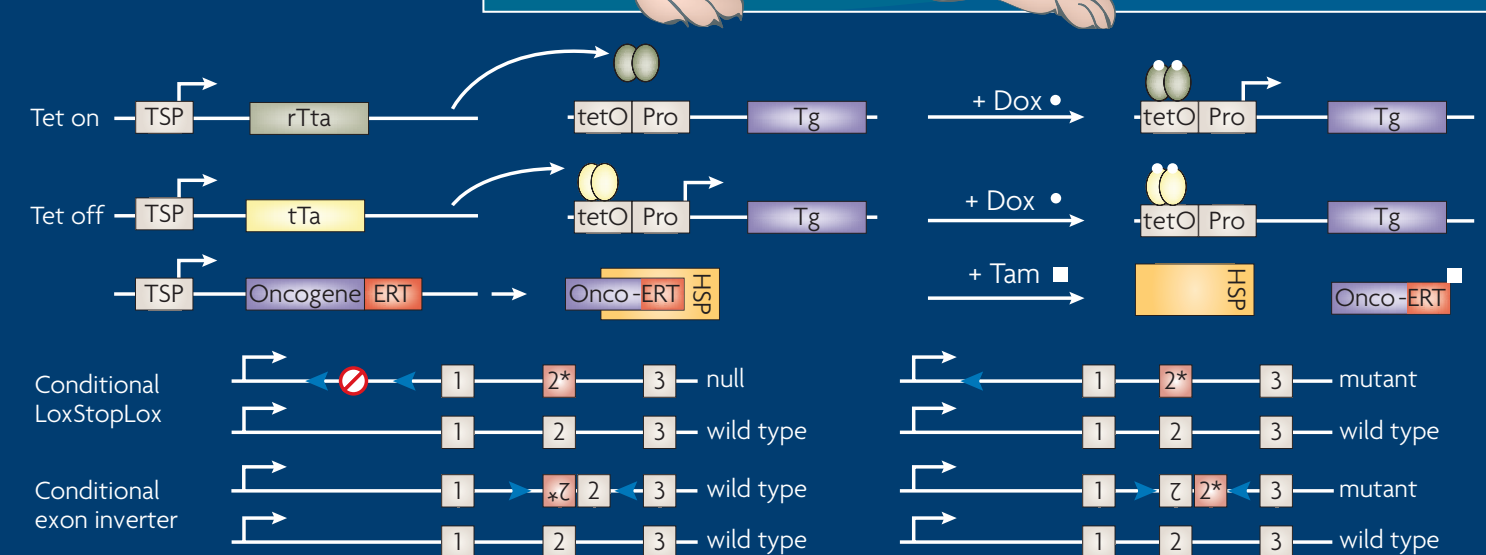 Tet on TSP rTta tetO Pro Tg + Dox tetO Pro Tg
Tet off TSP tTa tetO Pro Tg + Dox tetO Pro Tg
TSP Oncogene ERT Onco-ERT HSP + Tam HSP Onco-ERT
Conditional
LoxStopLox
1 2* 3 null 1 2* 3 mutant
1 2 3 wild type 1 2 3 wild type
Conditional
exon inverter
1 2* 2 3 wild type 1 2 2* 3 mutant
1 2 3 wild type 1 2 3 wild type